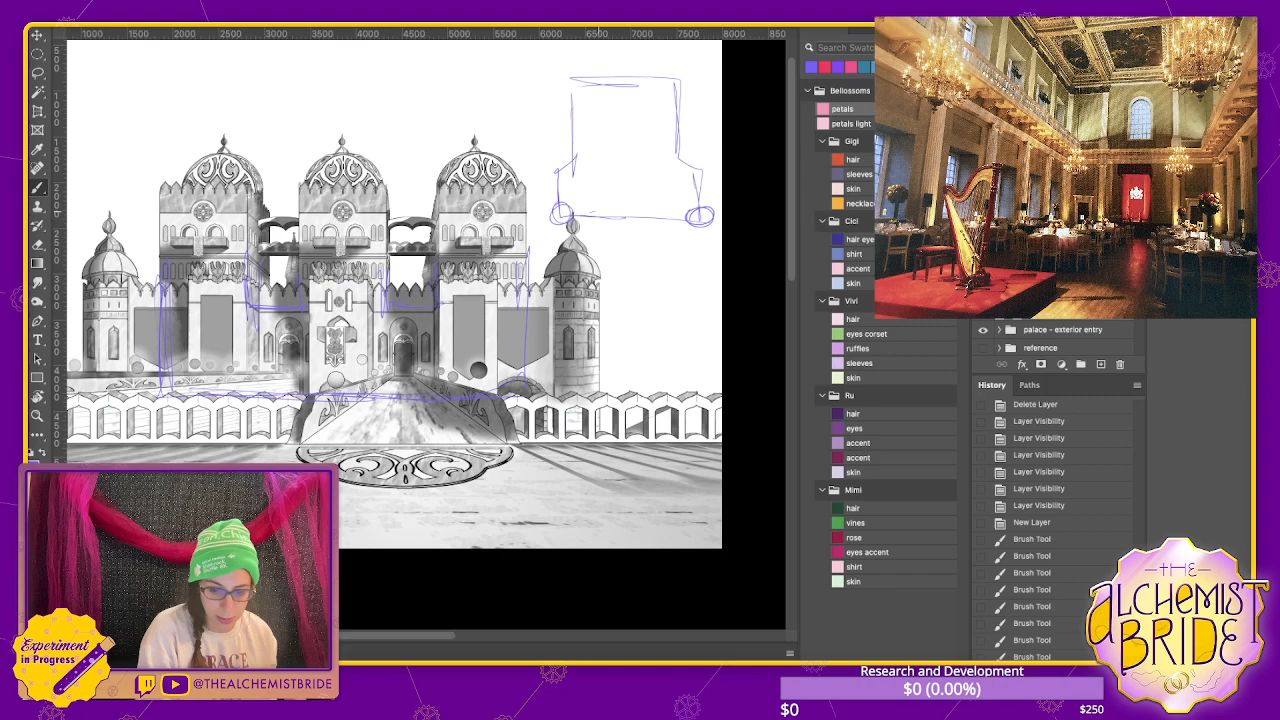 1000 1500 2000 2500 3000 3500 4000 4500 5000 5500 6000 6500 7000 7500 8000 850
Search Swatc
Bellossoms
petals
petals light
Gigi
hair
sleeves
skin
necklac
Cici
hair eye
shirt
accent
skin
Vivi
hair
eyes corset
ruffles
sleeves
skin
Ru
hair
eyes
accent
accent
skin
Mimi
hair
vines
rose
eyes accent
shirt
skin
palace - exterior entry
reference
fx
History Paths
Delete Layer
Layer Visibility
Layer Visibility
Layer Visibility
Layer Visibility
Layer Visibility
Layer Visibility
New Layer
Brush Tool
Brush Tool
Brush Tool
Brush Tool
Brush Tool
Brush Tool
Brush Tool
Brush Tool
Experiment
in Progress
@THEALCHEMISTBRIDE
THE
ALCHEMIST
BRIDE
Research and Development
$0 (0.00%)
$0
$250